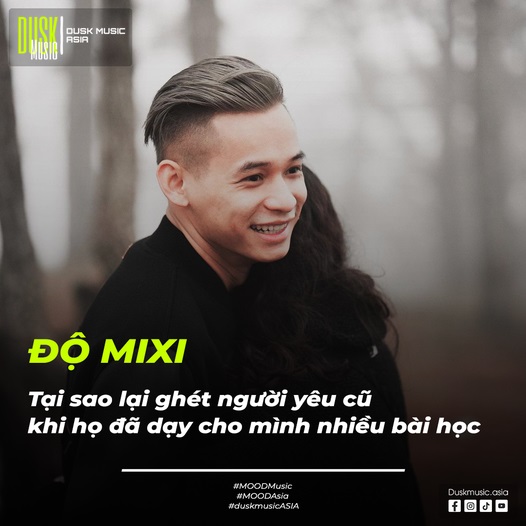 DUSK
MUSIC
DUSK MUSIC
ASIA
ĐỘ MIXI
Tại sao lại ghét người yêu cũ
khi họ đã dạy cho mình nhiều bài học
#MOODMusic
#MOODAsia
#duskmusicASIA
Duskmusic.asia